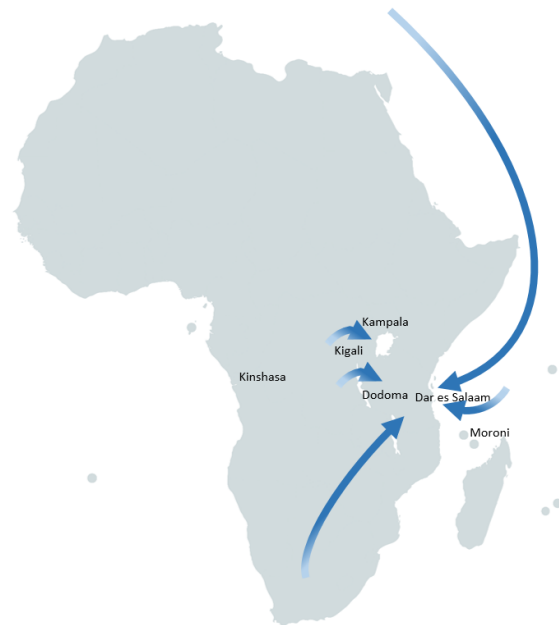 Kampala
Kigali
Kinshasa
Dodoma
Dar es Salaam
Moroni